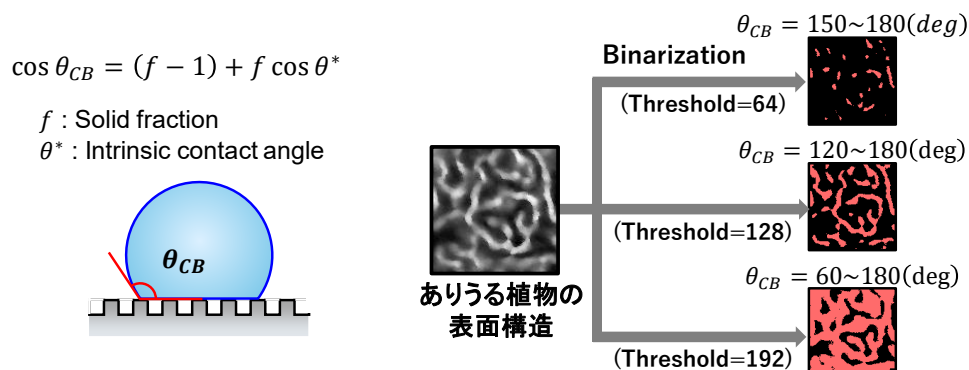 cos θ_CB = (f − 1) + f cos θ*
f : Solid fraction
θ* : Intrinsic contact angle
θ_CB
ありうる植物の
表面構造
Binarization
(Threshold=64)
θ_CB = 150~180(deg)
(Threshold=128)
θ_CB = 120~180(deg)
(Threshold=192)
θ_CB = 60~180(deg)